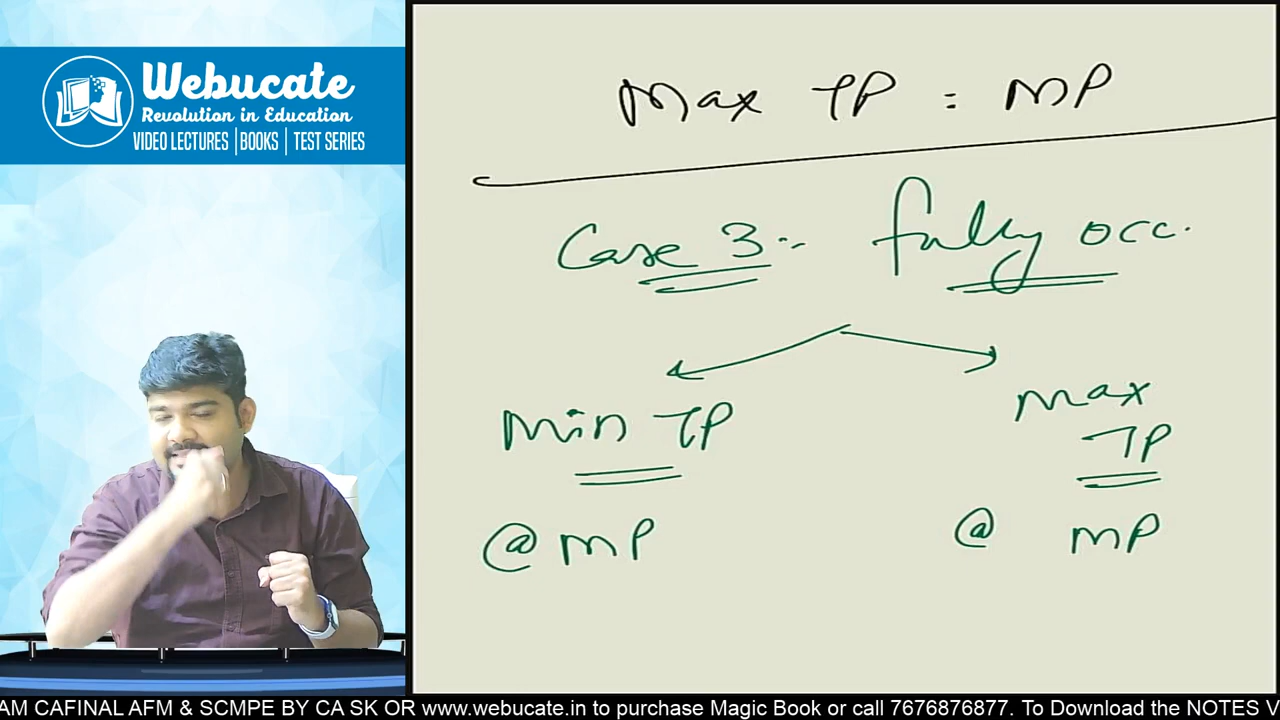 Webucate
Revolution in Education
VIDEO LECTURES | BOOKS | TEST SERIES
Max TP = MP
Case 3:- fully occ.
Min TP
Max
TP
@ MP
@ MP
AM CAFINAL AFM & SCMPE BY CA SK OR www.webucate.in to purchase Magic Book or call 7676876877. To Download the NOTES V